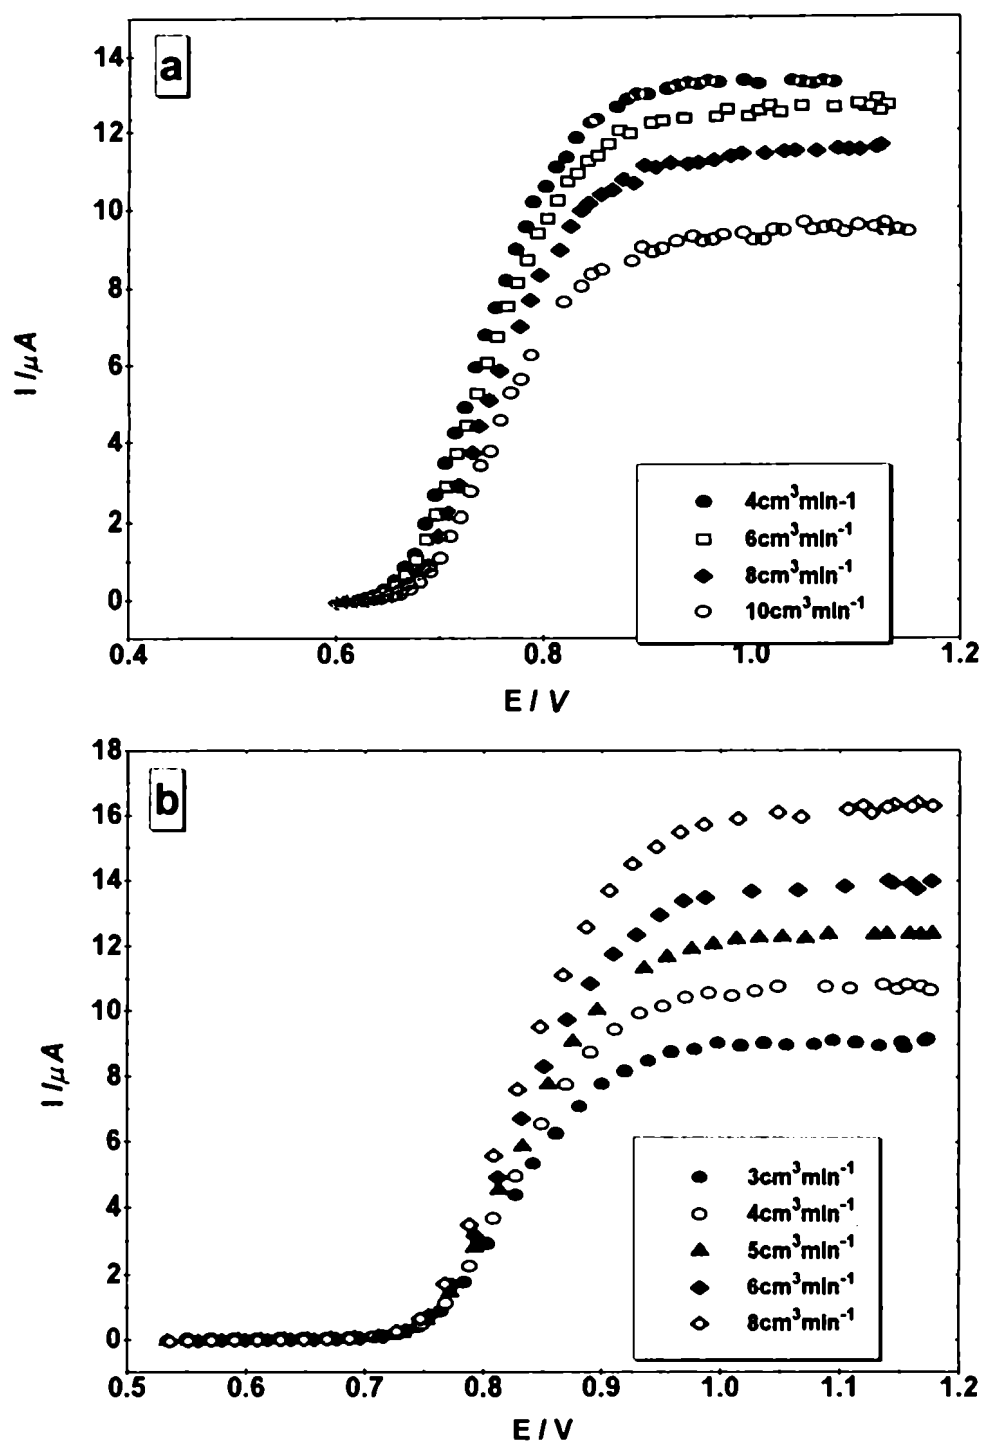 a
14
12
10
8
6
4
2
0
I /μA
4cm³min-1
6cm³min⁻¹
8cm³min⁻¹
10cm³min⁻¹
0.4 0.6 0.8 1.0 1.2
E / V
b
18
16
14
12
10
8
6
4
2
0
I /μA
3cm³min⁻¹
4cm³min⁻¹
5cm³min⁻¹
6cm³min⁻¹
8cm³min⁻¹
0.5 0.6 0.7 0.8 0.9 1.0 1.1 1.2
E / V